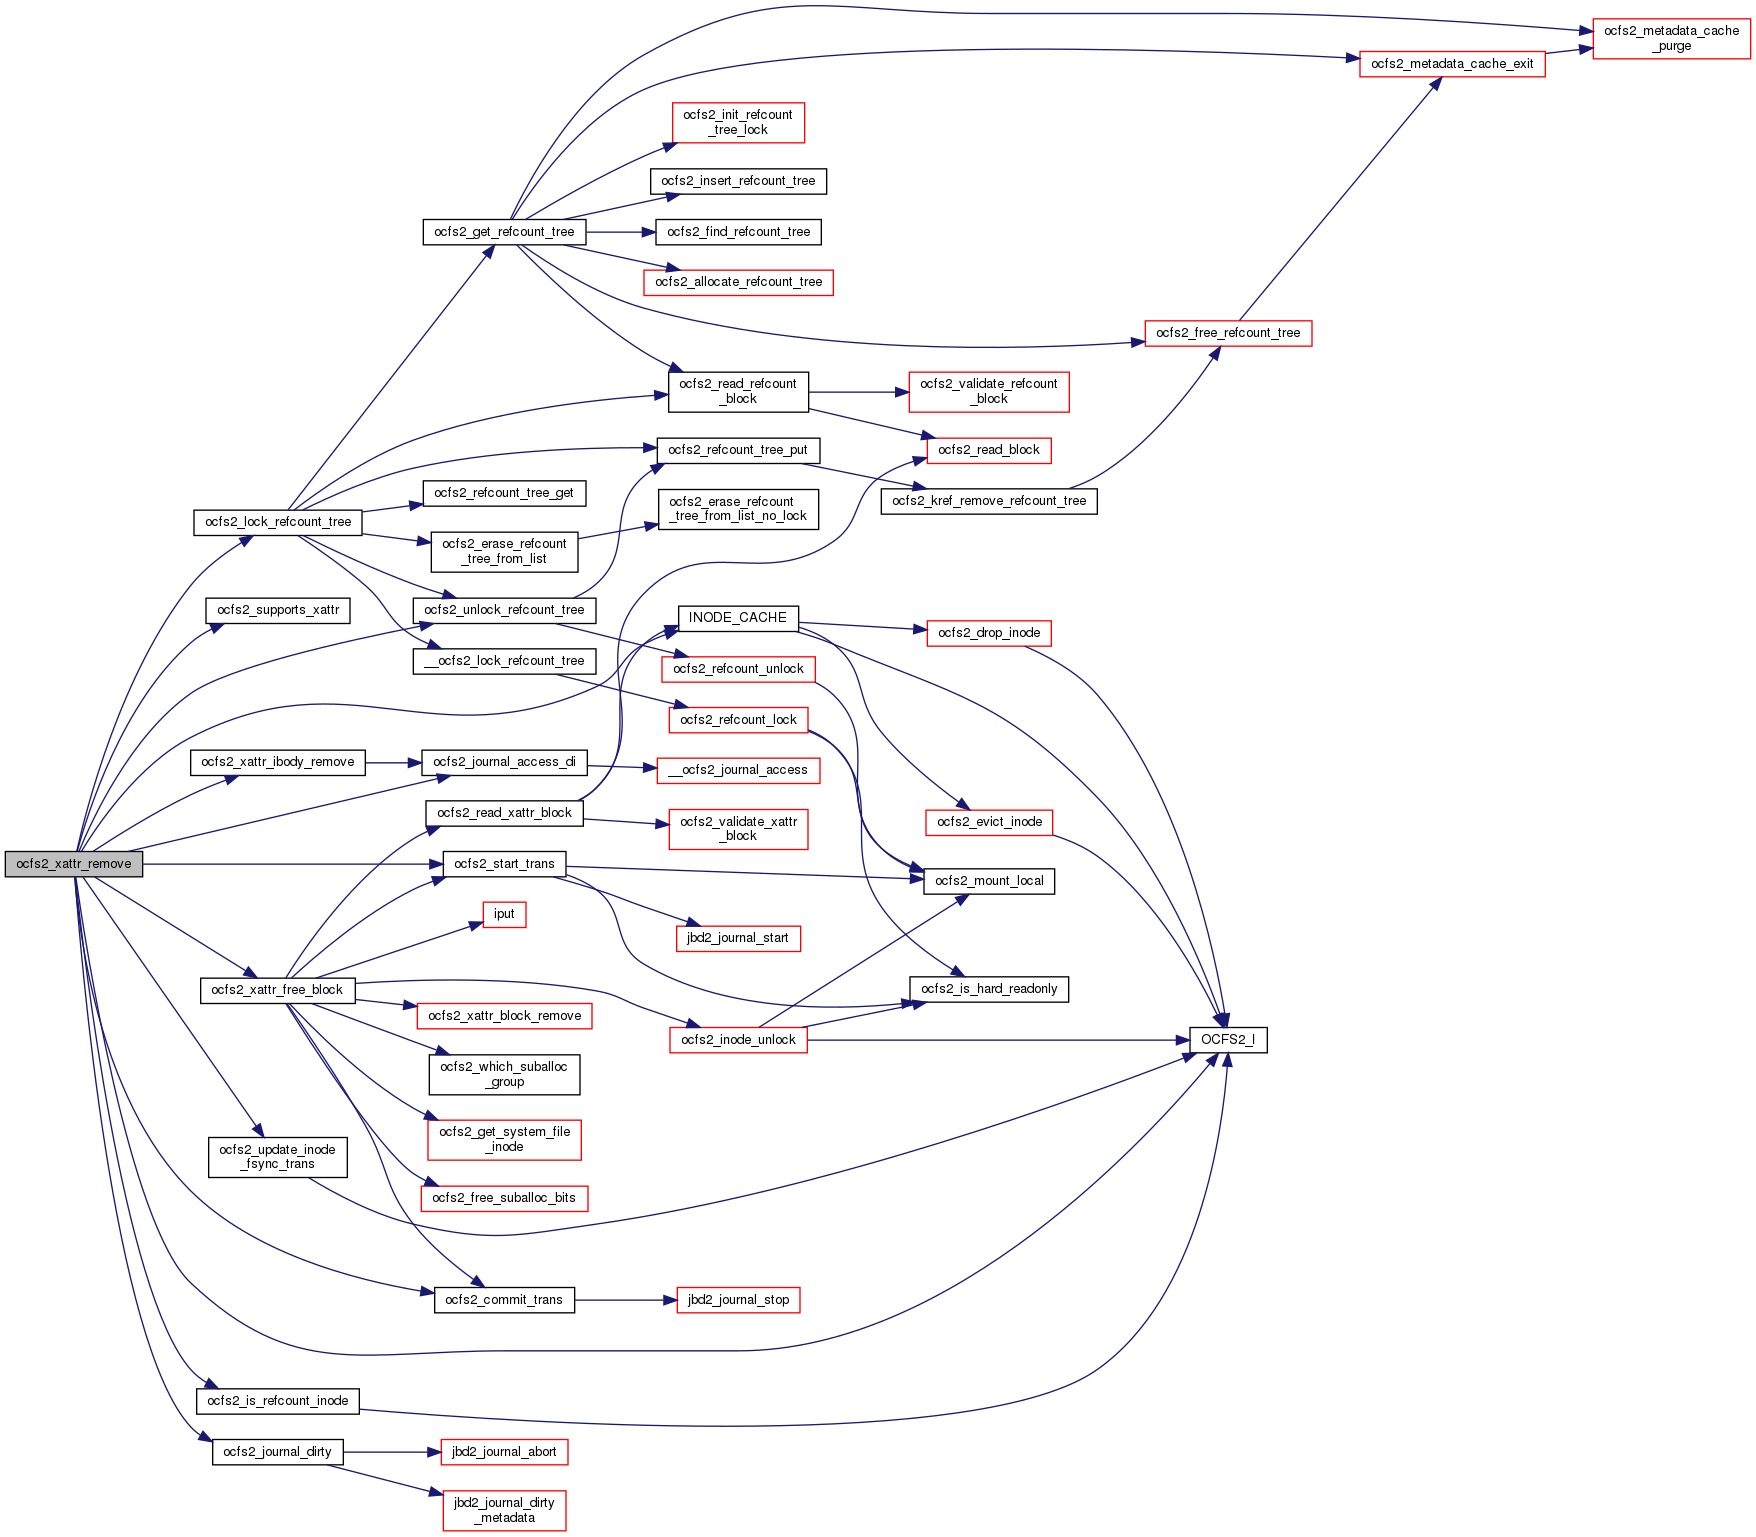 ocfs2_metadata_cache
_purge
ocfs2_metadata_cache_exit
ocfs2_init_refcount
_tree_lock
ocfs2_insert_refcount_tree
ocfs2_get_refcount_tree
ocfs2_find_refcount_tree
ocfs2_allocate_refcount_tree
ocfs2_free_refcount_tree
ocfs2_read_refcount
_block
ocfs2_validate_refcount
_block
ocfs2_refcount_tree_put
ocfs2_read_block
ocfs2_refcount_tree_get
ocfs2_kref_remove_refcount_tree
ocfs2_lock_refcount_tree
ocfs2_erase_refcount
_tree_from_list_no_lock
ocfs2_erase_refcount
_tree_from_list
ocfs2_supports_xattr
ocfs2_unlock_refcount_tree
INODE_CACHE
ocfs2_drop_inode
__ocfs2_lock_refcount_tree
ocfs2_refcount_unlock
ocfs2_refcount_lock
ocfs2_xattr_ibody_remove
ocfs2_journal_access_di
__ocfs2_journal_access
ocfs2_read_xattr_block
ocfs2_validate_xattr
_block
ocfs2_evict_inode
ocfs2_xattr_remove
ocfs2_start_trans
ocfs2_mount_local
iput
jbd2_journal_start
ocfs2_xattr_free_block
ocfs2_is_hard_readonly
ocfs2_xattr_block_remove
ocfs2_inode_unlock
OCFS2_I
ocfs2_which_suballoc
_group
ocfs2_get_system_file
_inode
ocfs2_update_inode
_fsync_trans
ocfs2_free_suballoc_bits
ocfs2_commit_trans
jbd2_journal_stop
ocfs2_is_refcount_inode
ocfs2_journal_dirty
jbd2_journal_abort
jbd2_journal_dirty
_metadata